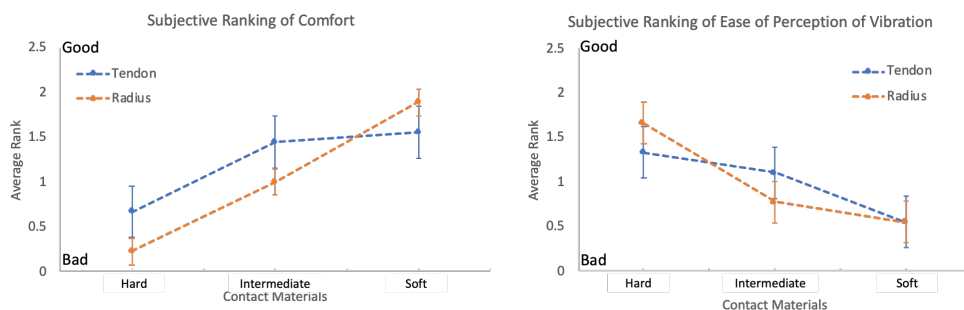 Subjective Ranking of Comfort
2.5
Good
Tendon
Radius
2
1.5
1
0.5
0
Bad
Average Rank
Hard
Intermediate
Soft
Contact Materials
Subjective Ranking of Ease of Perception of Vibration
2.5
Good
Tendon
Radius
2
1.5
1
0.5
0
Bad
Average Rank
Hard
Intermediate
Soft
Contact Materials